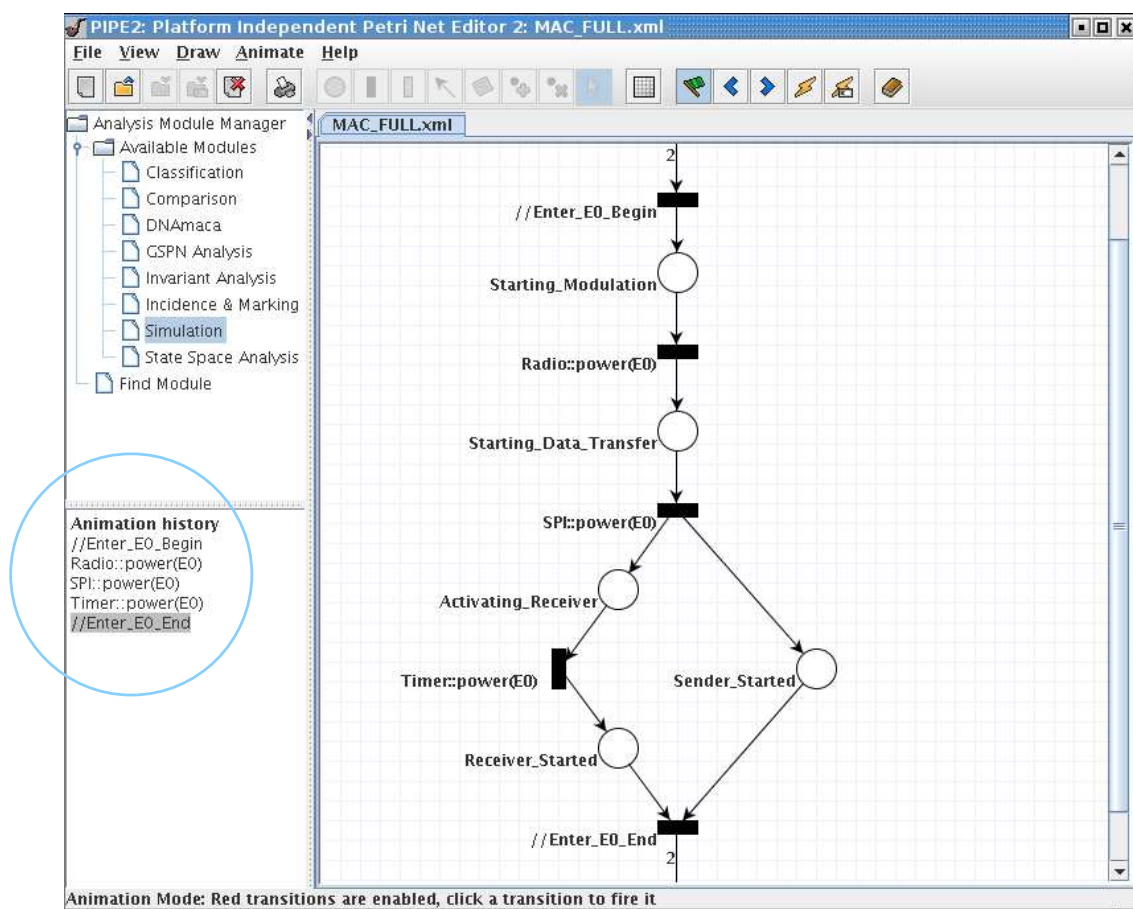 PIPE2: Platform Independent Petri Net Editor 2: MAC_FULL.xml
File View Draw Animate Help
Analysis Module Manager
Available Modules
Classification
Comparison
DNAmaca
GSPN Analysis
Invariant Analysis
Incidence & Marking
Simulation
State Space Analysis
Find Module
Animation history
//Enter_E0_Begin
Radio::power(E0)
SPI::power(E0)
Timer::power(E0)
//Enter_E0_End
MAC_FULL.xml
2
//Enter_E0_Begin
Starting_Modulation
Radio::power(E0)
Starting_Data_Transfer
SPI::power(E0)
Activating_Receiver
Timer::power(E0)
Sender_Started
Receiver_Started
//Enter_E0_End
2
Animation Mode: Red transitions are enabled, click a transition to fire it